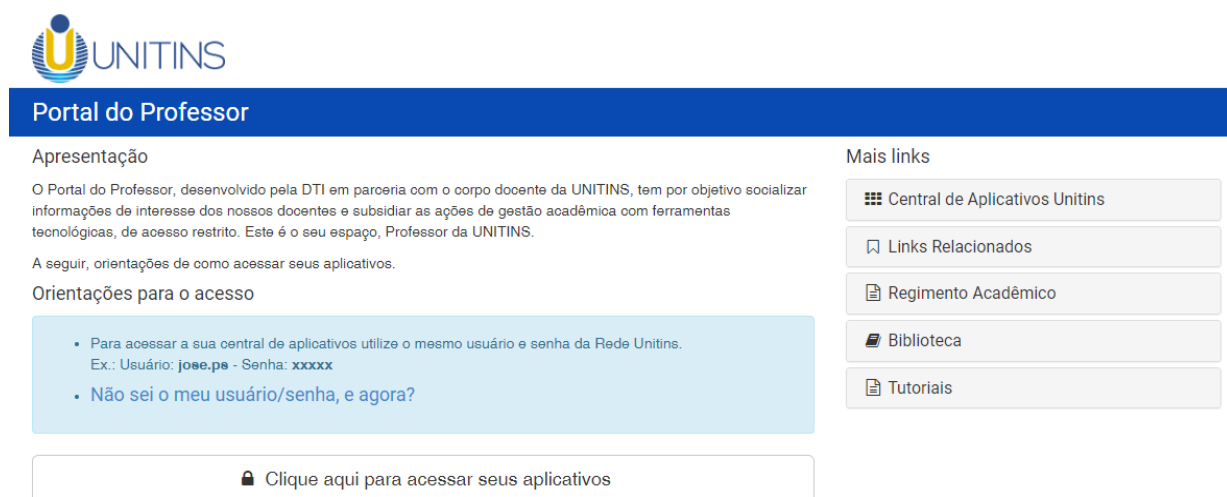 UNITINS
Portal do Professor
Apresentação
O Portal do Professor, desenvolvido pela DTI em parceria com o corpo docente da UNITINS, tem por objetivo socializar
informações de interesse dos nossos docentes e subsidiar as ações de gestão acadêmica com ferramentas
tecnológicas, de acesso restrito. Este é o seu espaço, Professor da UNITINS.
A seguir, orientações de como acessar seus aplicativos.
Orientações para o acesso
• Para acessar a sua central de aplicativos utilize o mesmo usuário e senha da Rede Unitins.
Ex.: Usuário: jose.ps - Senha: xxxxx
• Não sei o meu usuário/senha, e agora?
Clique aqui para acessar seus aplicativos
Mais links
Central de Aplicativos Unitins
Links Relacionados
Regimento Acadêmico
Biblioteca
Tutoriais